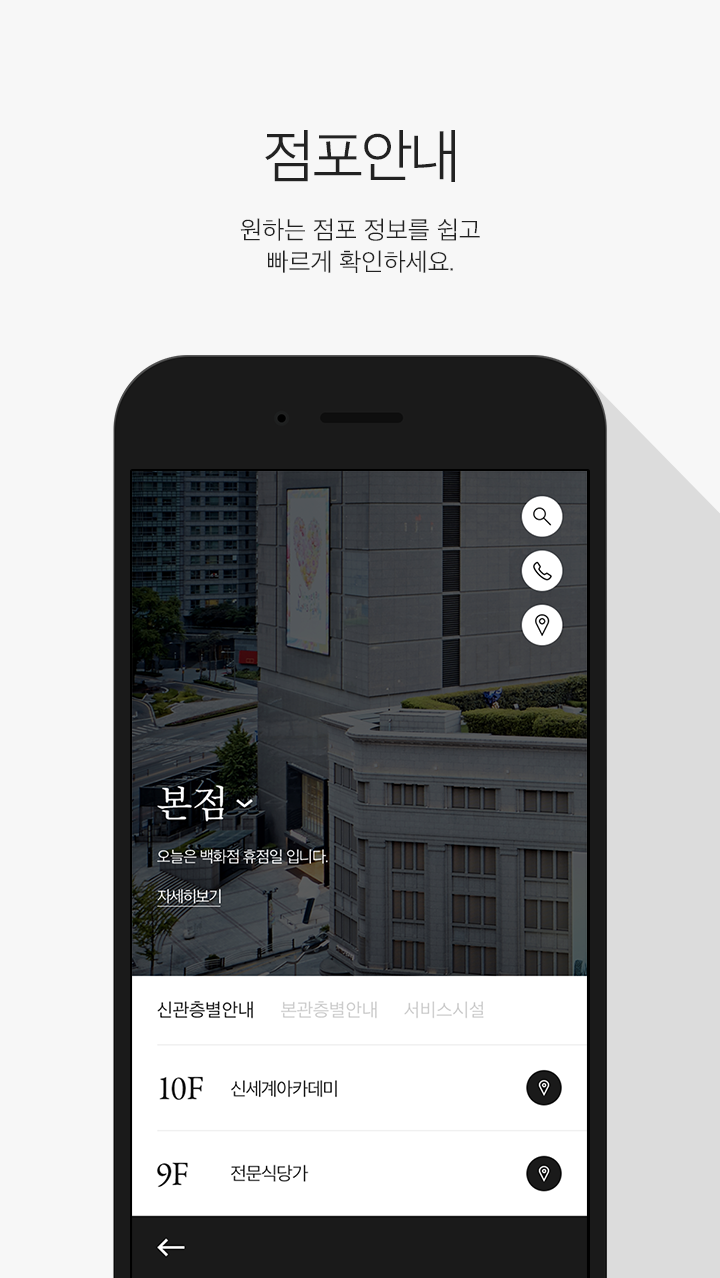 점포안내
원하는 점포 정보를 쉽고
빠르게 확인하세요.
본점
오늘은 백화점 휴점일 입니다.
자세히보기
신관층별안내 본관층별안내 서비스시설
10F 신세계아카데미
9F 전문식당가